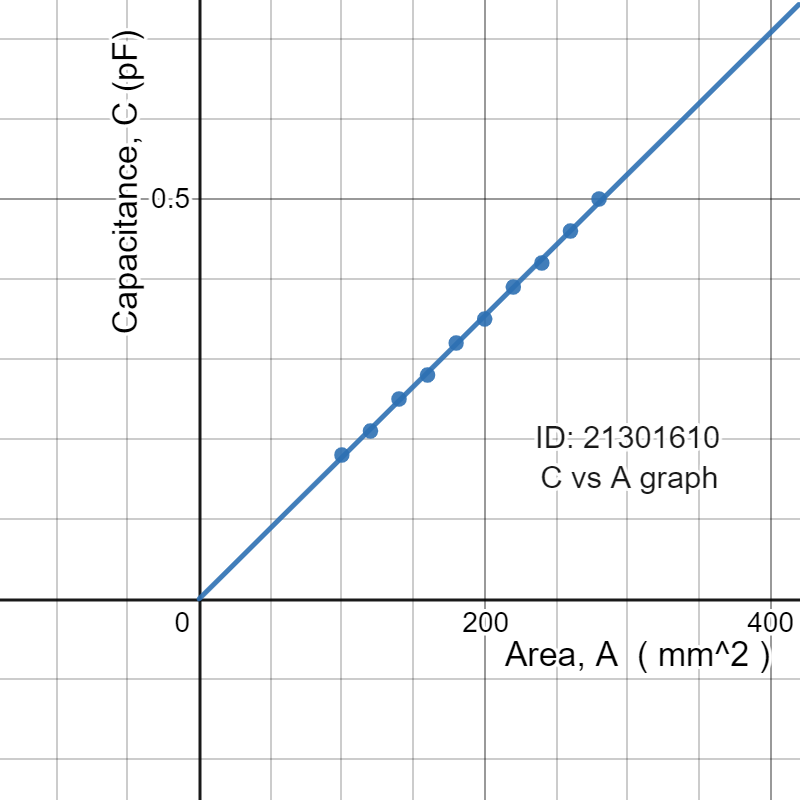 Capacitance, C (pF)
0.5
ID: 21301610
C vs A graph
0
200
400
Area, A ( mm^2 )